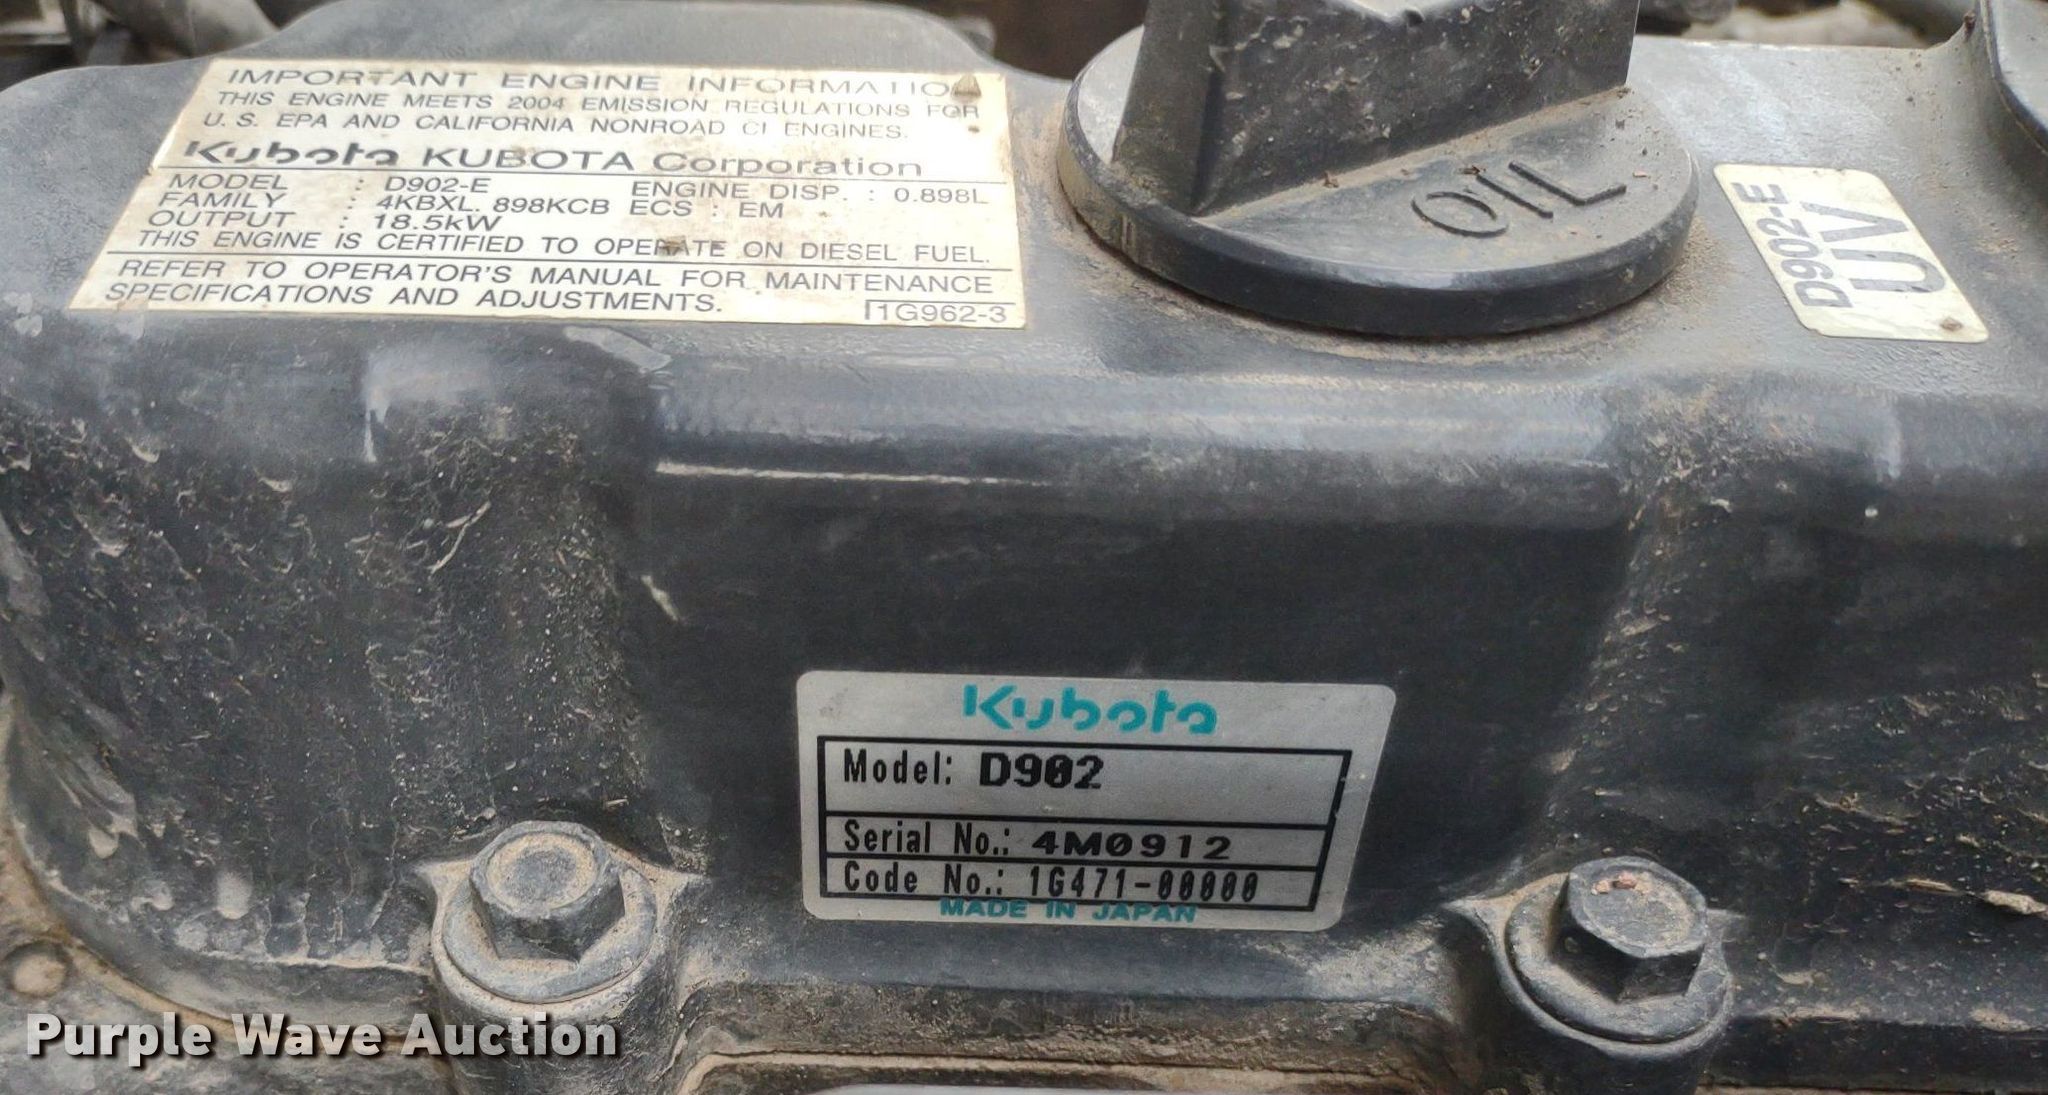 IMPORTANT ENGINE INFORMATION
THIS ENGINE MEETS 2004 EMISSION REGULATIONS FOR
U. S. EPA AND CALIFORNIA NONROAD CI ENGINES.
Kubota KUBOTA Corporation
MODEL : D902-E ENGINE DISP. : 0.898L
FAMILY : 4KBXL. 898KCB ECS : EM
OUTPUT : 18.5kW
THIS ENGINE IS CERTIFIED TO OPERATE ON DIESEL FUEL.
REFER TO OPERATOR'S MANUAL FOR MAINTENANCE
SPECIFICATIONS AND ADJUSTMENTS.
1G962-3
OIL
D902-E
UV
Kubota
Model: D902
Serial No.: 4M0912
Code No.: 1G471-00000
MADE IN JAPAN
Purple Wave Auction